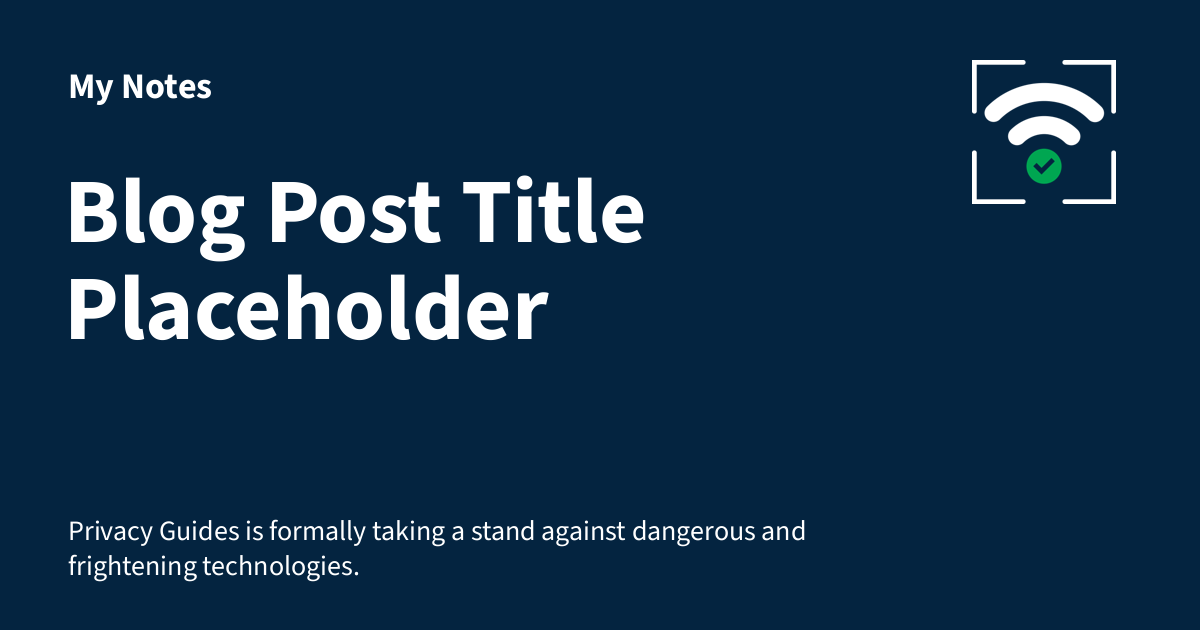 My Notes
Blog Post Title
Placeholder
Privacy Guides is formally taking a stand against dangerous and
frightening technologies.